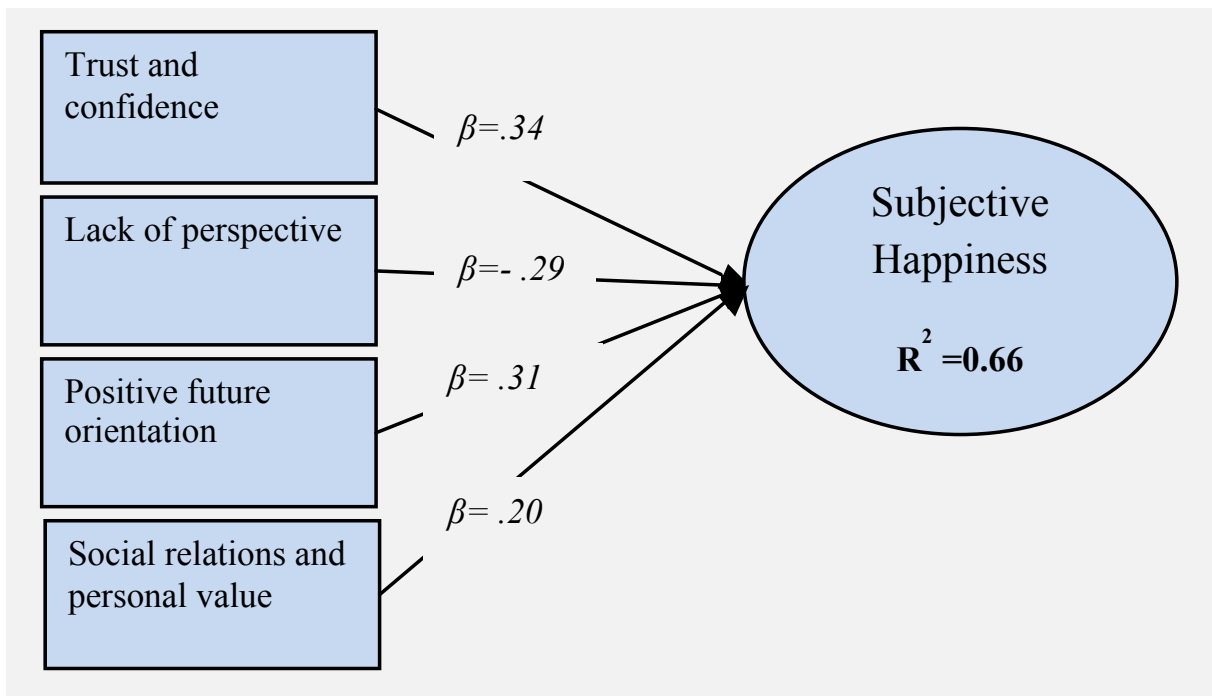 Trust and
confidence
β=.34
Lack of perspective
β=- .29
Positive future
orientation
β= .31
Social relations and
personal value
β= .20
Subjective
Happiness
R² =0.66